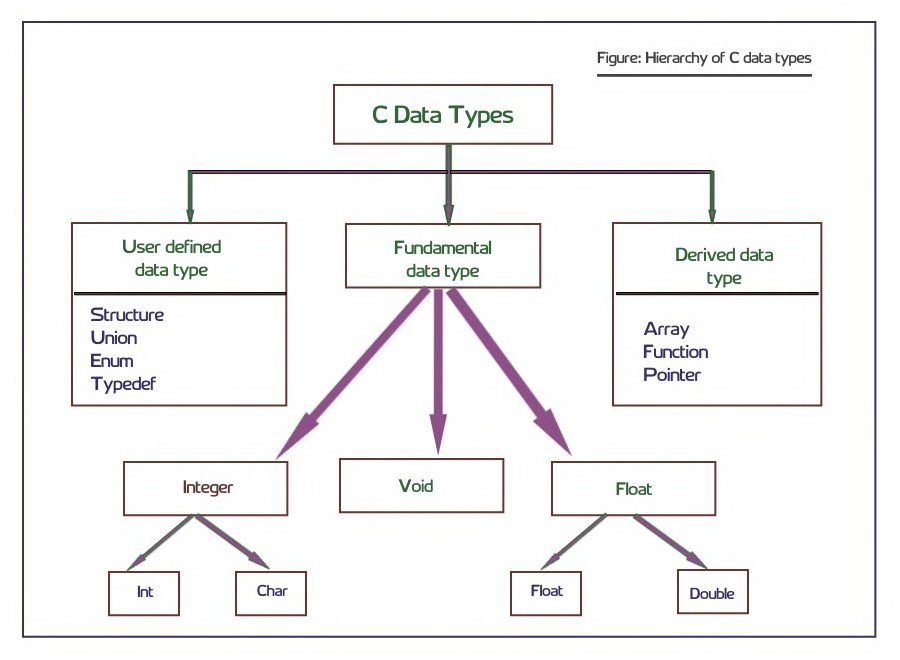 Figure: Hierarchy of C data types
C Data Types
User defined
data type
Structure
Union
Enum
Typedef
Fundamental
data type
Derived data
type
Array
Function
Pointer
Integer
Void
Float
Int
Char
Float
Double